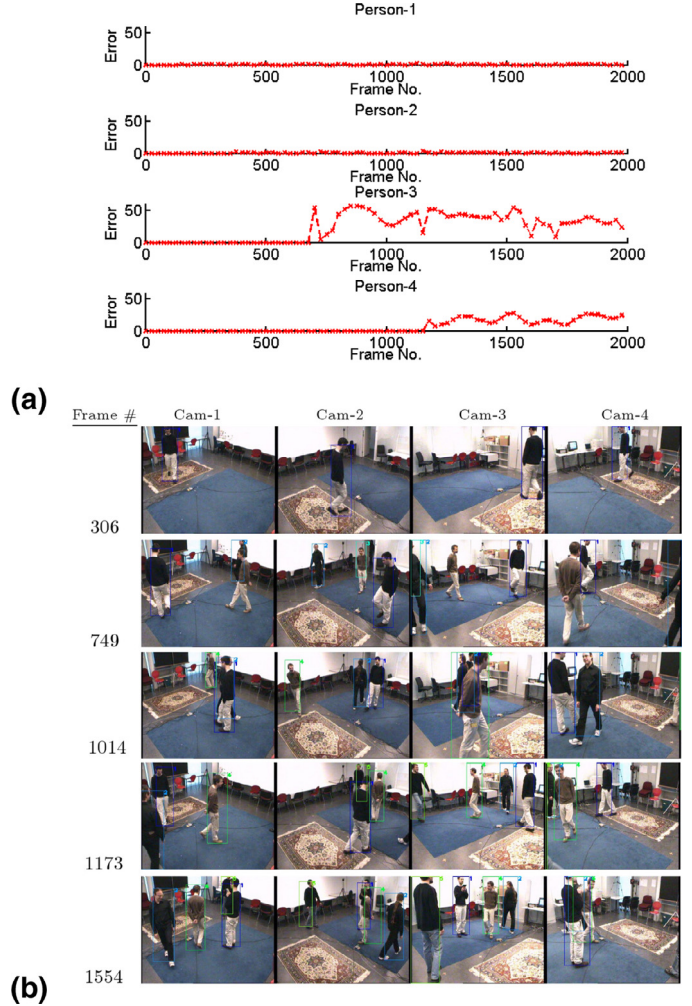 Person-1
50
Error
0
0 500 1000 1500 2000
Frame No.
Person-2
50
Error
0
0 500 1000 1500 2000
Frame No.
Person-3
50
Error
0
0 500 1000 1500 2000
Frame No.
Person-4
50
Error
0
0 500 1000 1500 2000
Frame No.
(a)
Frame # Cam-1 Cam-2 Cam-3 Cam-4
306
749
1014
1173
1554
(b)